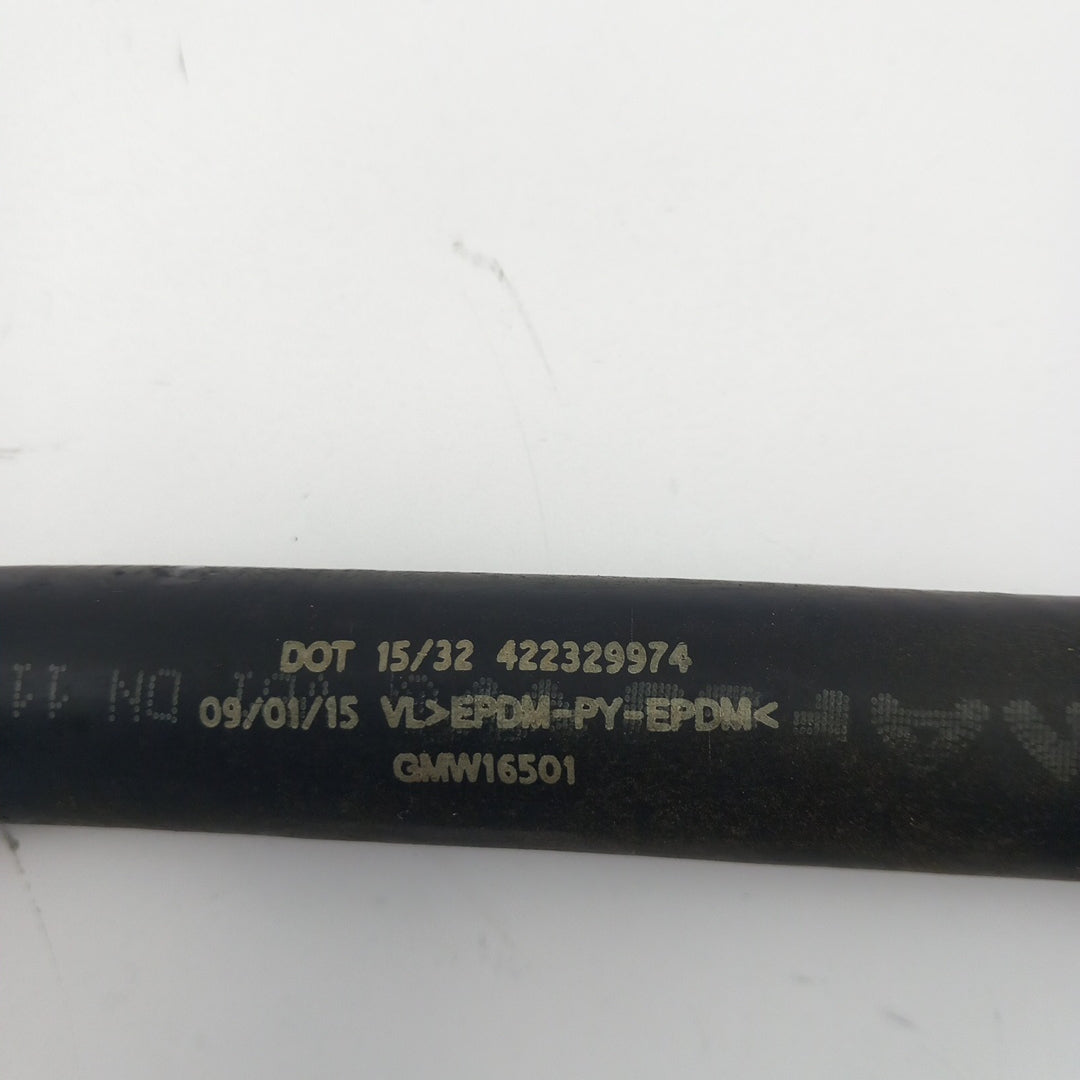 DOT 15/32 422329974
09/01/15 VL>EPDM-PY-EPDM<
GMW16501